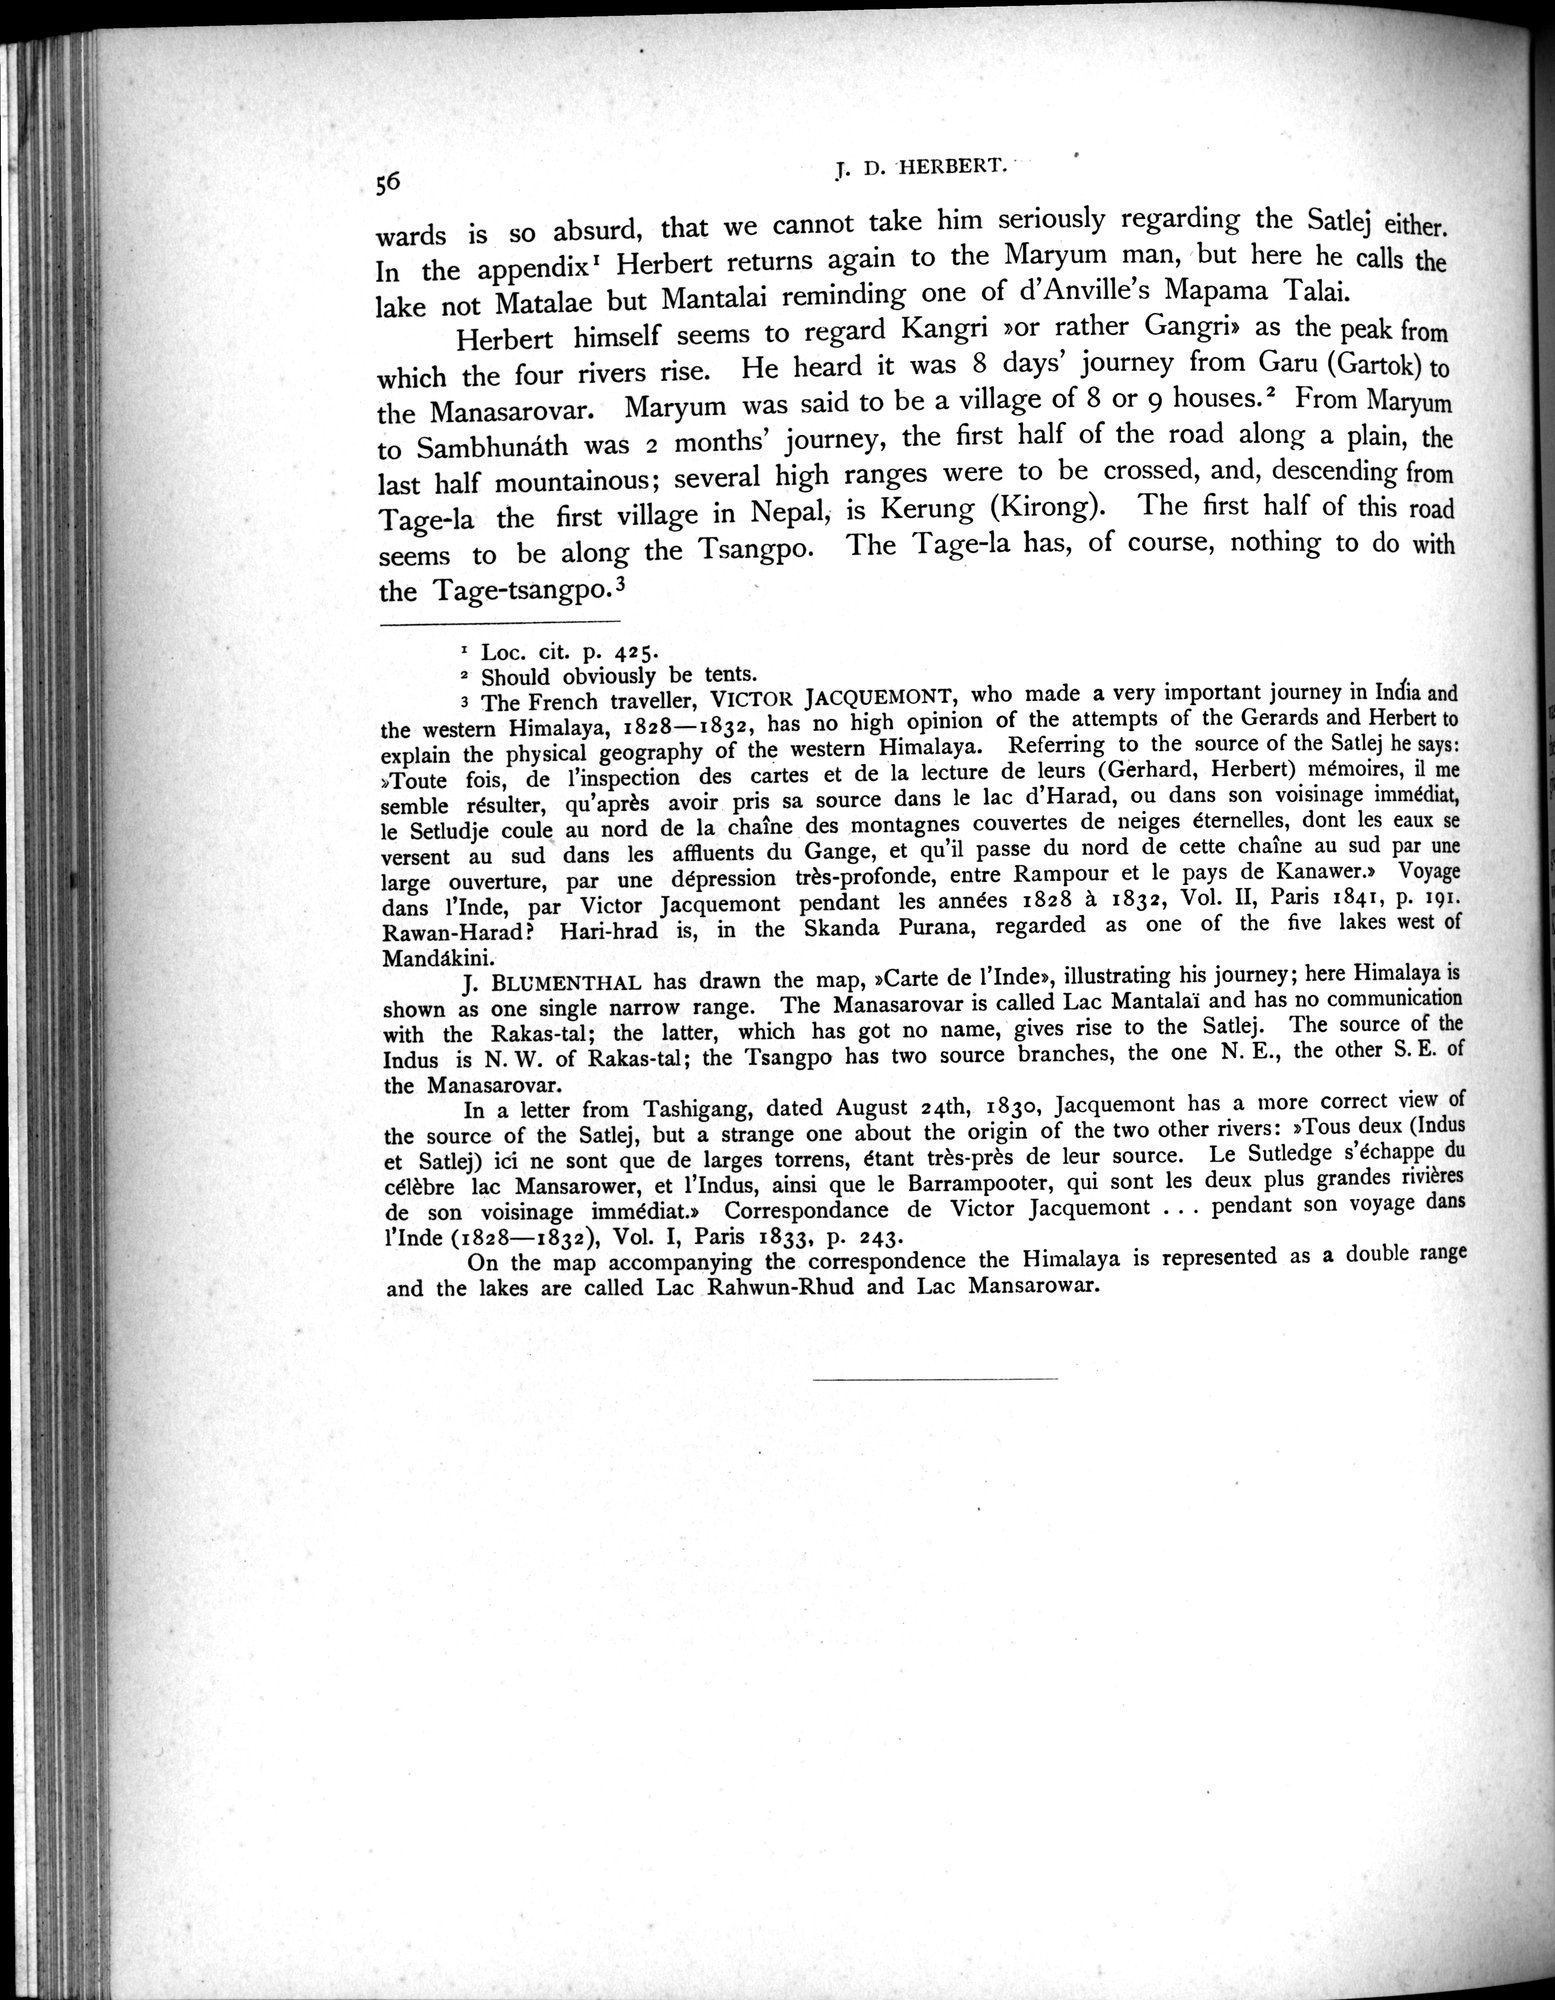 56
J. D. HERBERT.
wards is so absurd, that we cannot take him seriously regarding the Satlej either.
In the appendix¹ Herbert returns again to the Maryum man, but here he calls the
lake not Matalae but Mantalai reminding one of d'Anville's Mapama Talai.
Herbert himself seems to regard Kangri »or rather Gangri» as the peak from
which the four rivers rise. He heard it was 8 days' journey from Garu (Gartok) to
the Manasarovar. Maryum was said to be a village of 8 or 9 houses.² From Maryum
to Sambhunáth was 2 months' journey, the first half of the road along a plain, the
last half mountainous; several high ranges were to be crossed, and, descending from
Tage-la the first village in Nepal, is Kerung (Kirong). The first half of this road
seems to be along the Tsangpo. The Tage-la has, of course, nothing to do with
the Tage-tsangpo.³
¹ Loc. cit. p. 425.
² Should obviously be tents.
³ The French traveller, VICTOR JACQUEMONT, who made a very important journey in India and
the western Himalaya, 1828—1832, has no high opinion of the attempts of the Gerards and Herbert to
explain the physical geography of the western Himalaya. Referring to the source of the Satlej he says:
»Toute fois, de l'inspection des cartes et de la lecture de leurs (Gerhard, Herbert) mémoires, il me
semble résulter, qu'après avoir pris sa source dans le lac d'Harad, ou dans son voisinage immédiat,
le Setludje coule au nord de la chaîne des montagnes couvertes de neiges éternelles, dont les eaux se
versent au sud dans les affluents du Gange, et qu'il passe du nord de cette chaîne au sud par une
large ouverture, par une dépression très-profonde, entre Rampour et le pays de Kanawer.» Voyage
dans l'Inde, par Victor Jacquemont pendant les années 1828 à 1832, Vol. II, Paris 1841, p. 191.
Rawan-Harad? Hari-hrad is, in the Skanda Purana, regarded as one of the five lakes west of
Mandákini.
J. BLUMENTHAL has drawn the map, »Carte de l'Inde», illustrating his journey; here Himalaya is
shown as one single narrow range. The Manasarovar is called Lac Mantalaï and has no communication
with the Rakas-tal; the latter, which has got no name, gives rise to the Satlej. The source of the
Indus is N. W. of Rakas-tal; the Tsangpo has two source branches, the one N. E., the other S. E. of
the Manasarovar.
In a letter from Tashigang, dated August 24th, 1830, Jacquemont has a more correct view of
the source of the Satlej, but a strange one about the origin of the two other rivers: »Tous deux (Indus
et Satlej) ici ne sont que de larges torrens, étant très-près de leur source. Le Sutledge s'échappe du
célèbre lac Mansarower, et l'Indus, ainsi que le Barrampooter, qui sont les deux plus grandes rivières
de son voisinage immédiat.» Correspondance de Victor Jacquemont . . . pendant son voyage dans
l'Inde (1828—1832), Vol. I, Paris 1833, p. 243.
On the map accompanying the correspondence the Himalaya is represented as a double range
and the lakes are called Lac Rahwun-Rhud and Lac Mansarowar.